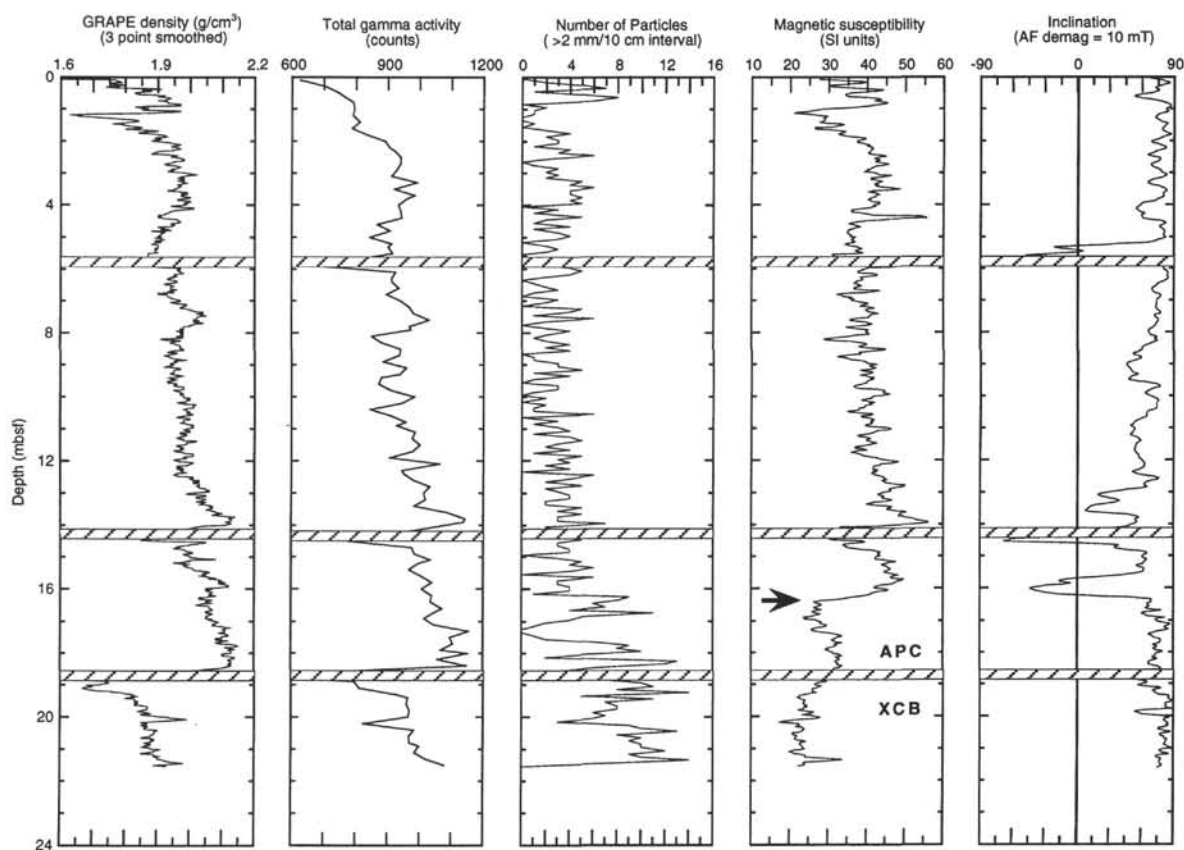 GRAPE density (g/cm³)
(3 point smoothed)
Total gamma activity
(counts)
Number of Particles
( >2 mm/10 cm interval)
Magnetic susceptibility
(SI units)
Inclination
(AF demag = 10 mT)
1.6 1.9 2.2
600 900 1200
0 4 8 12 16
10 20 30 40 50 60
-90 0 90
0
4
8
12
16
20
24
Depth (mbsf)
APC
XCB